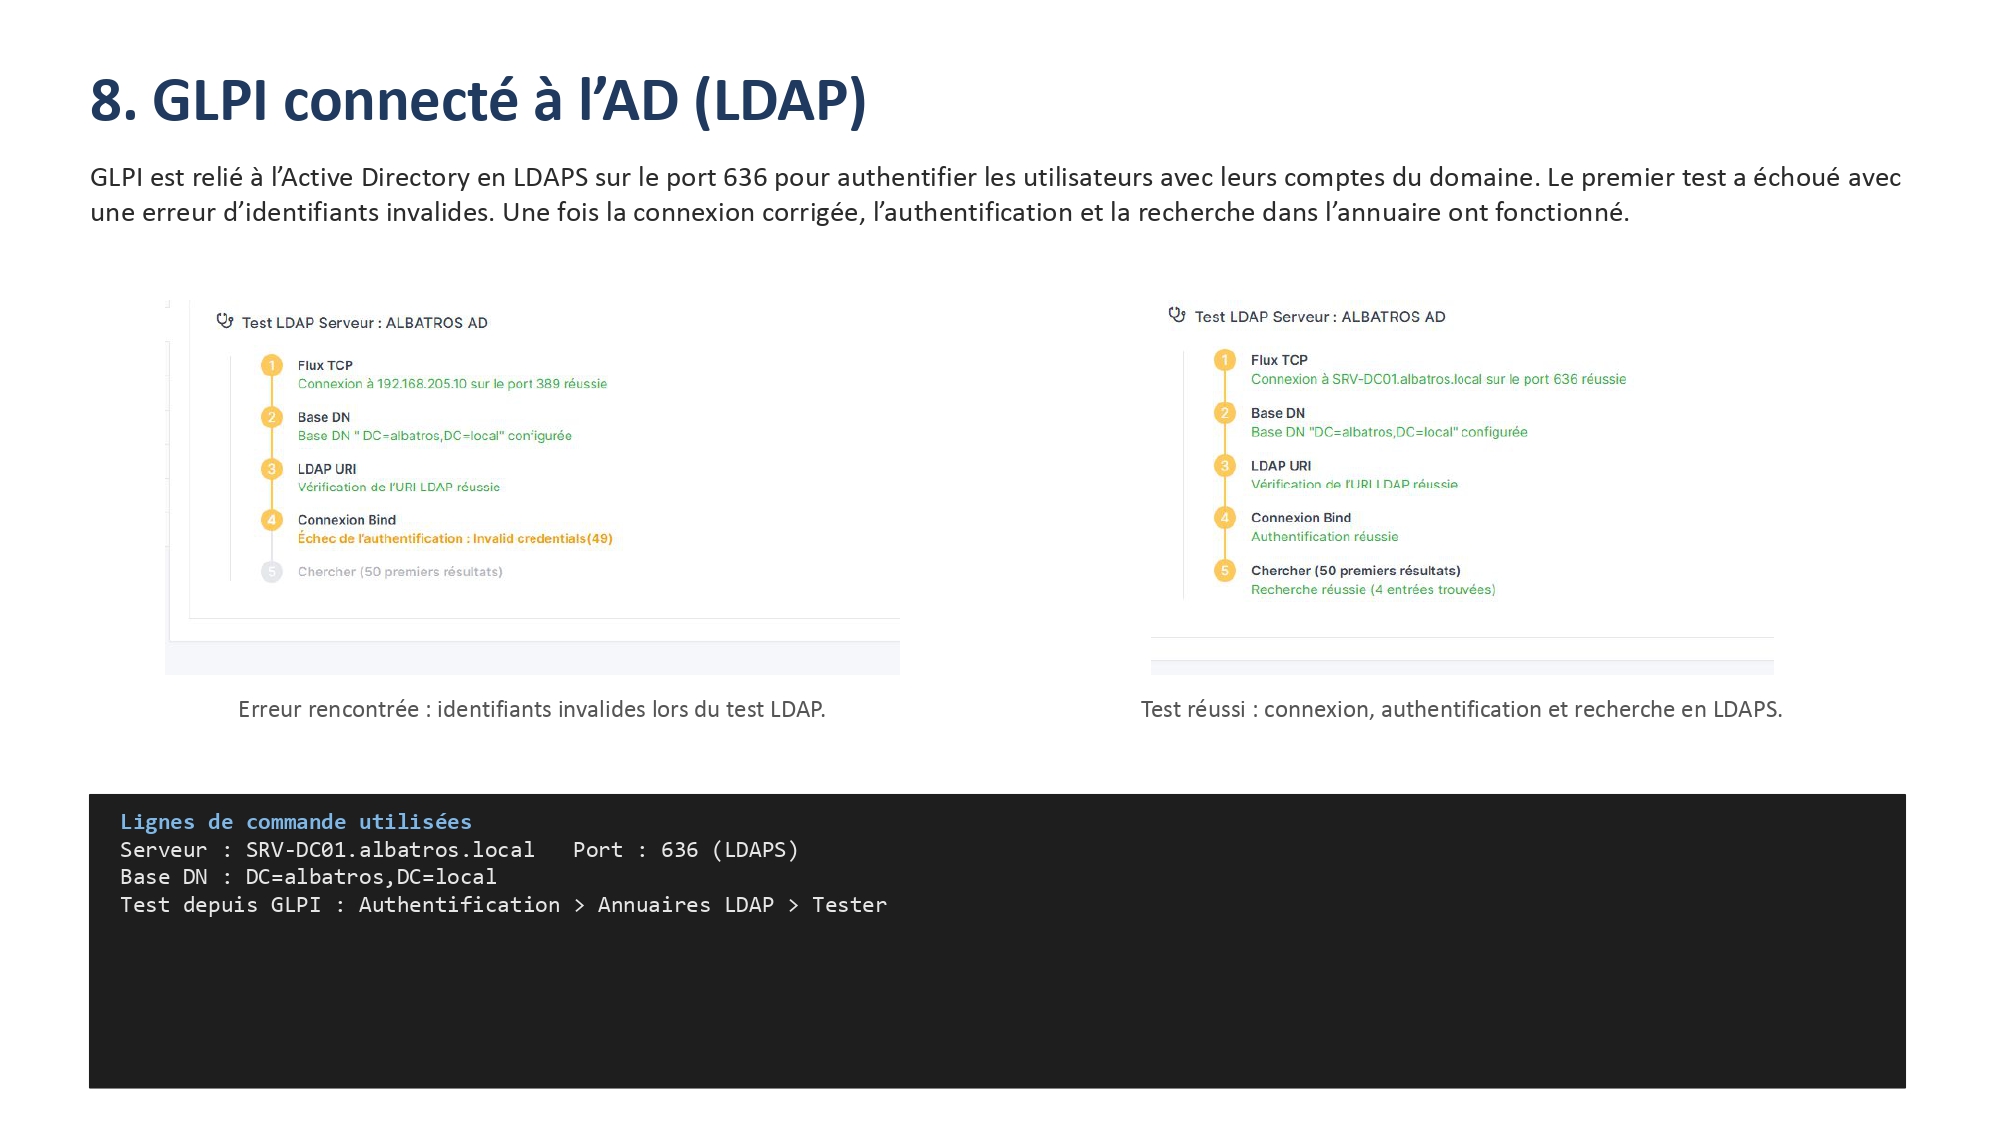 8. GLPI connecté à l’AD (LDAP)
GLPI est relié à l’Active Directory en LDAPS sur le port 636 pour authentifier les utilisateurs avec leurs comptes du domaine. Le premier test a échoué avec
une erreur d’identifiants invalides. Une fois la connexion corrigée, l’authentification et la recherche dans l’annuaire ont fonctionné.
Test LDAP Serveur : ALBATROS AD
1 Flux TCP
Connexion à 192.168.205.10 sur le port 389 réussie
2 Base DN
Base DN " DC=albatros,DC=local" configurée
3 LDAP URI
Vérification de l'URI LDAP réussie
4 Connexion Bind
Échec de l'authentification : Invalid credentials(49)
5 Chercher (50 premiers résultats)
Erreur rencontrée : identifiants invalides lors du test LDAP.
Test LDAP Serveur : ALBATROS AD
1 Flux TCP
Connexion à SRV-DC01.albatros.local sur le port 636 réussie
2 Base DN
Base DN "DC=albatros,DC=local" configurée
3 LDAP URI
Vérification de l'URI LDAP réussie
4 Connexion Bind
Authentification réussie
5 Chercher (50 premiers résultats)
Recherche réussie (4 entrées trouvées)
Test réussi : connexion, authentification et recherche en LDAPS.
Lignes de commande utilisées
Serveur : SRV-DC01.albatros.local   Port : 636 (LDAPS)
Base DN : DC=albatros,DC=local
Test depuis GLPI : Authentification > Annuaires LDAP > Tester